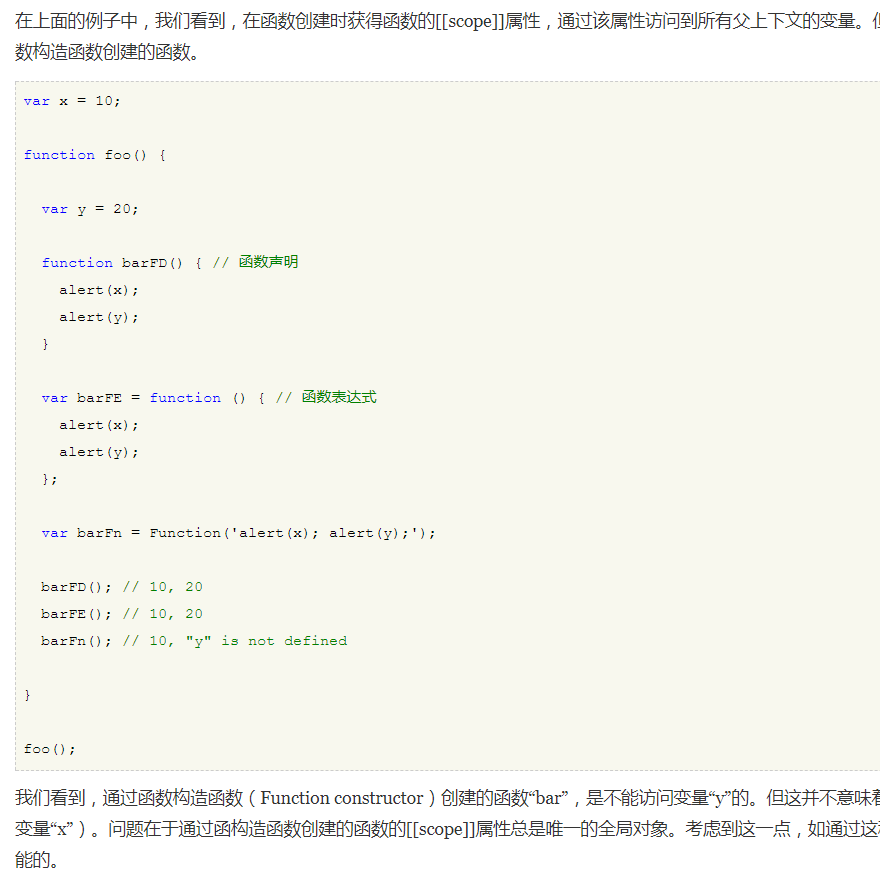 在上面的例子中，我们看到，在函数创建时获得函数的[[scope]]属性，通过该属性访问到所有父上下文的变量。
数构造函数创建的函数。
var x = 10;
function foo() {
var y = 20;
function barFD() { // 函数声明
alert(x);
alert(y);
}
var barFE = function () { // 函数表达式
alert(x);
alert(y);
};
var barFn = Function('alert(x); alert(y);');
barFD(); // 10, 20
barFE(); // 10, 20
barFn(); // 10, "y" is not defined
}
foo();
我们看到，通过函数构造函数（Function constructor）创建的函数“bar”，是不能访问变量“y”的。但这并不意味
变量“x”）。问题在于通过函构造函数创建的函数的[[scope]]属性总是唯一的全局对象。考虑到这一点，如通过这
能的。